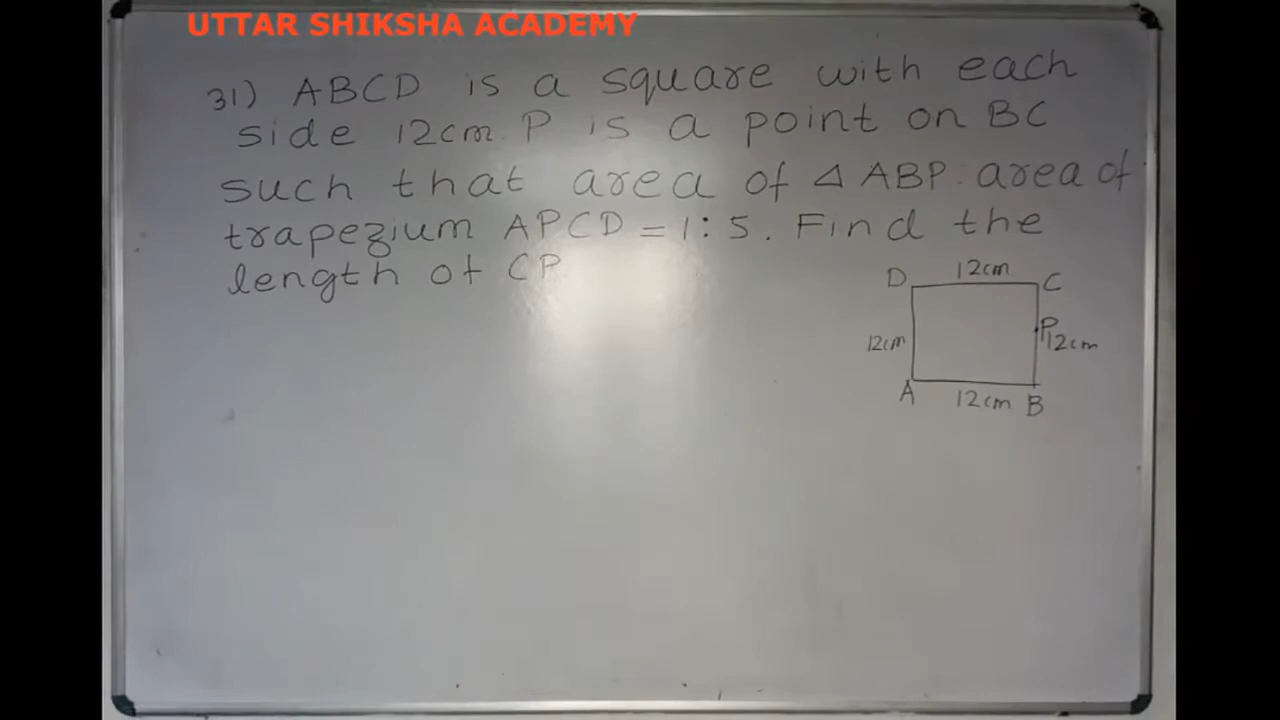 UTTAR SHIKSHA ACADEMY
31) ABCD is a square with each
side 12cm. P is a point on BC
such that area of △ ABP : area of
trapezium APCD = 1:5. Find the
length of CP
12cm
D C
12cm P 12cm
A 12cm B